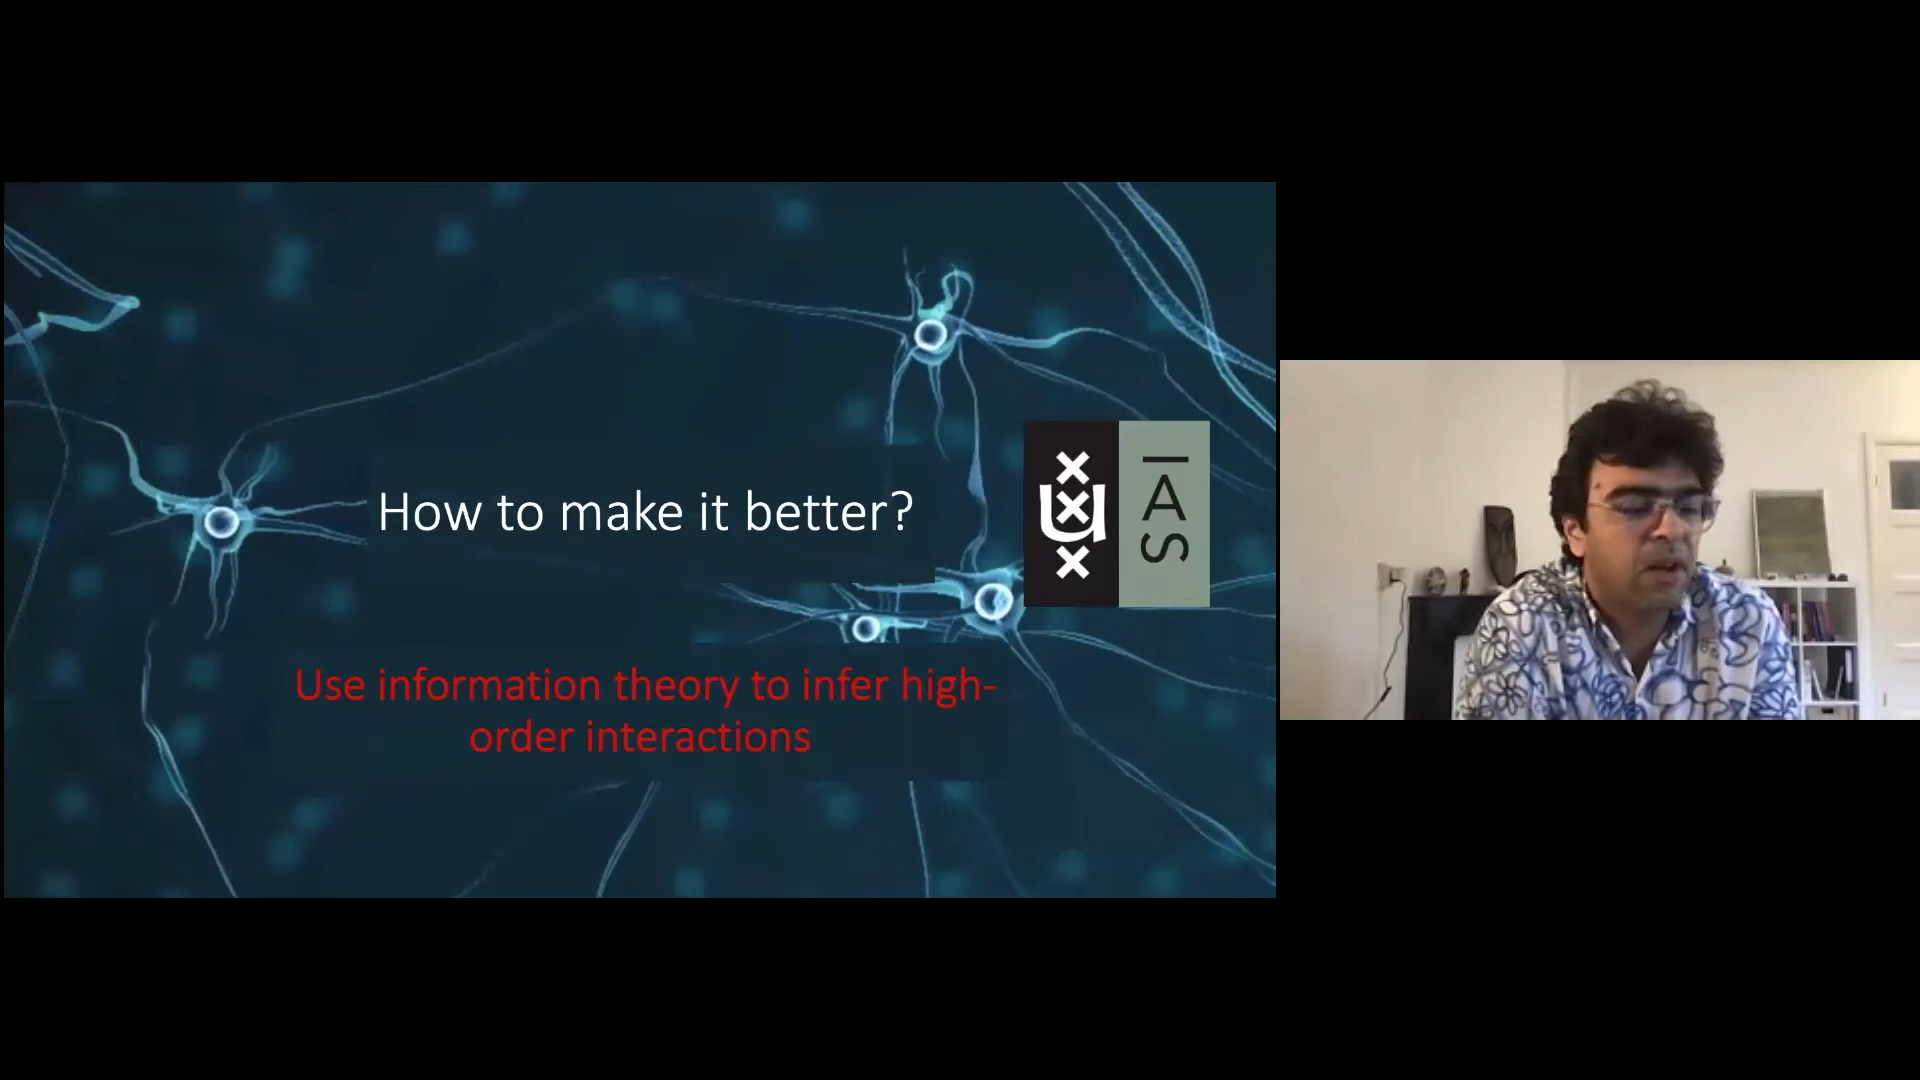 How to make it better?
U
IAS
Use information theory to infer high-
order interactions